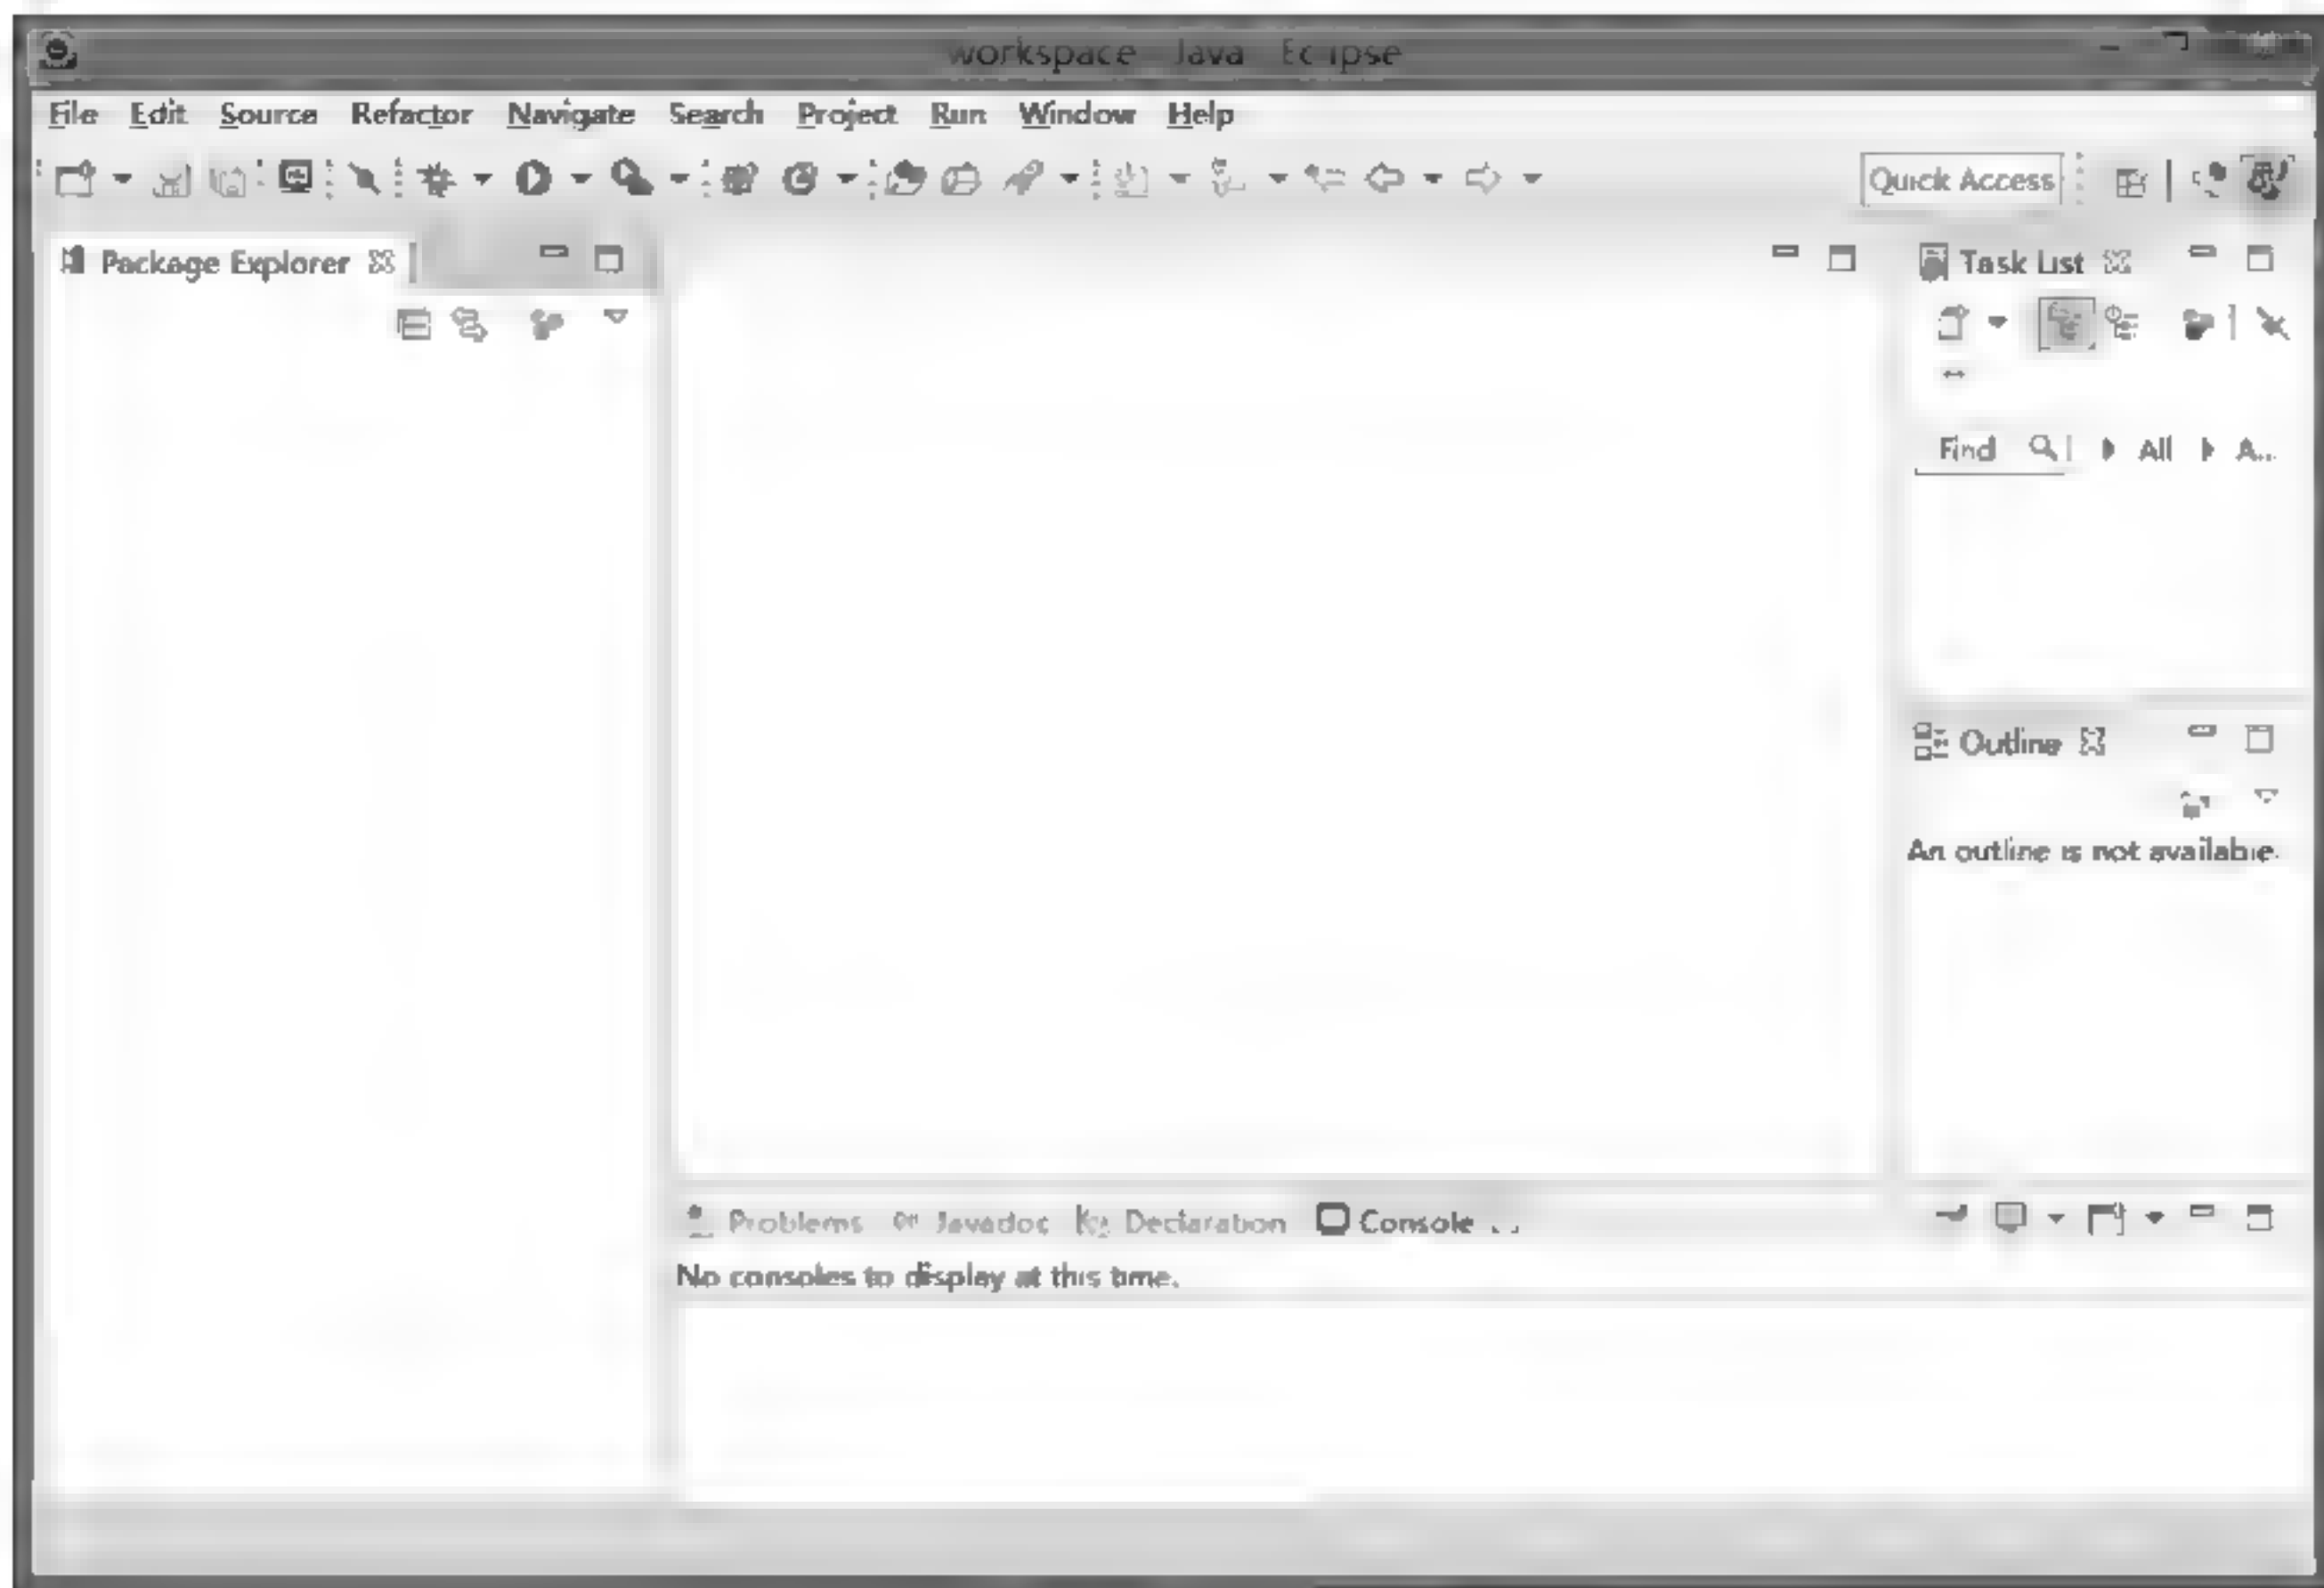 workspace Java Eclipse
File Edit Source Refactor Navigate Search Project Run Window Help
Quick Access
Package Explorer
Task List
Find All A...
Outline
An outline is not available.
Problems Javadoc Declaration Console
No consoles to display at this time.